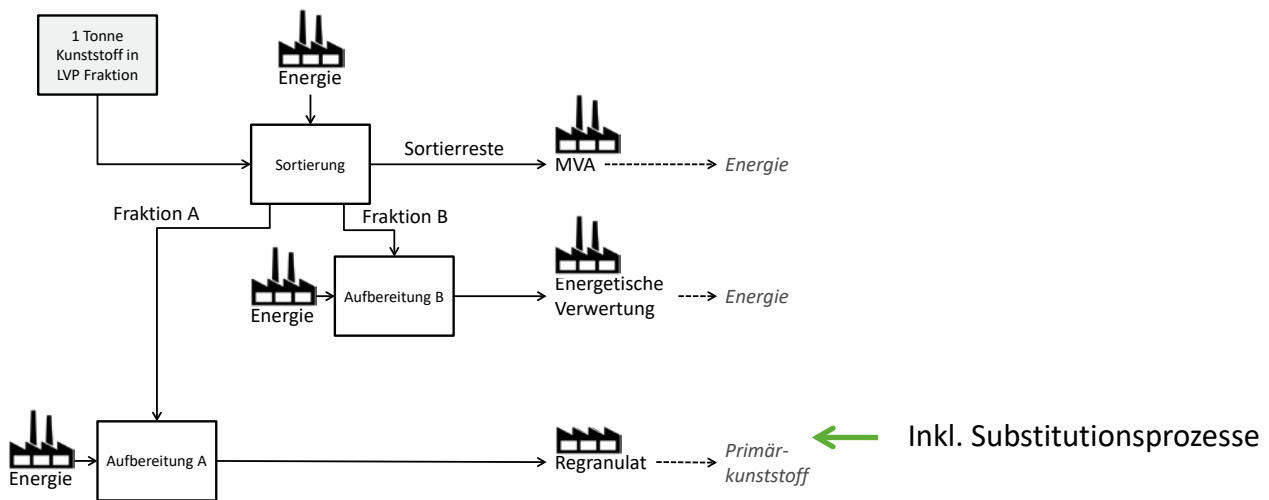 1 Tonne
Kunststoff in
LVP Fraktion
Energie
Sortierung
Sortierreste
MVA
Energie
Fraktion A
Fraktion B
Energie
Aufbereitung B
Energetische
Verwertung
Energie
Energie
Aufbereitung A
Regranulat
Primär-
kunststoff
Inkl. Substitutionsprozesse